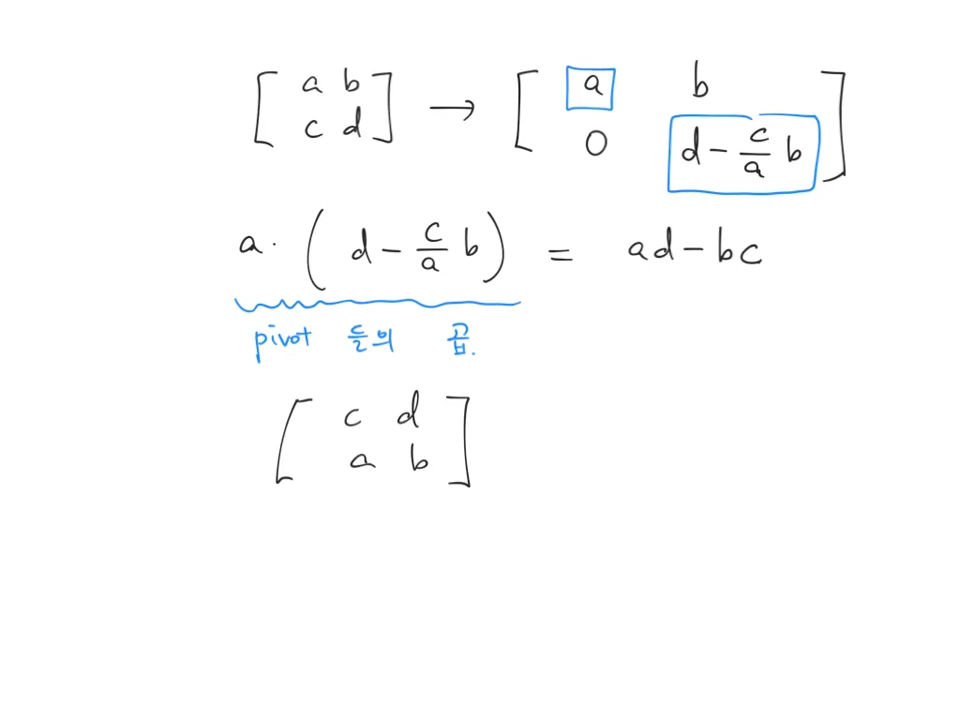 [ a b ] → [ a b ]
[ c d ] [ 0 d - c/a b ]
a · ( d - c/a b ) = ad - bc
pivot 들의 곱.
[ c d ]
[ a b ]